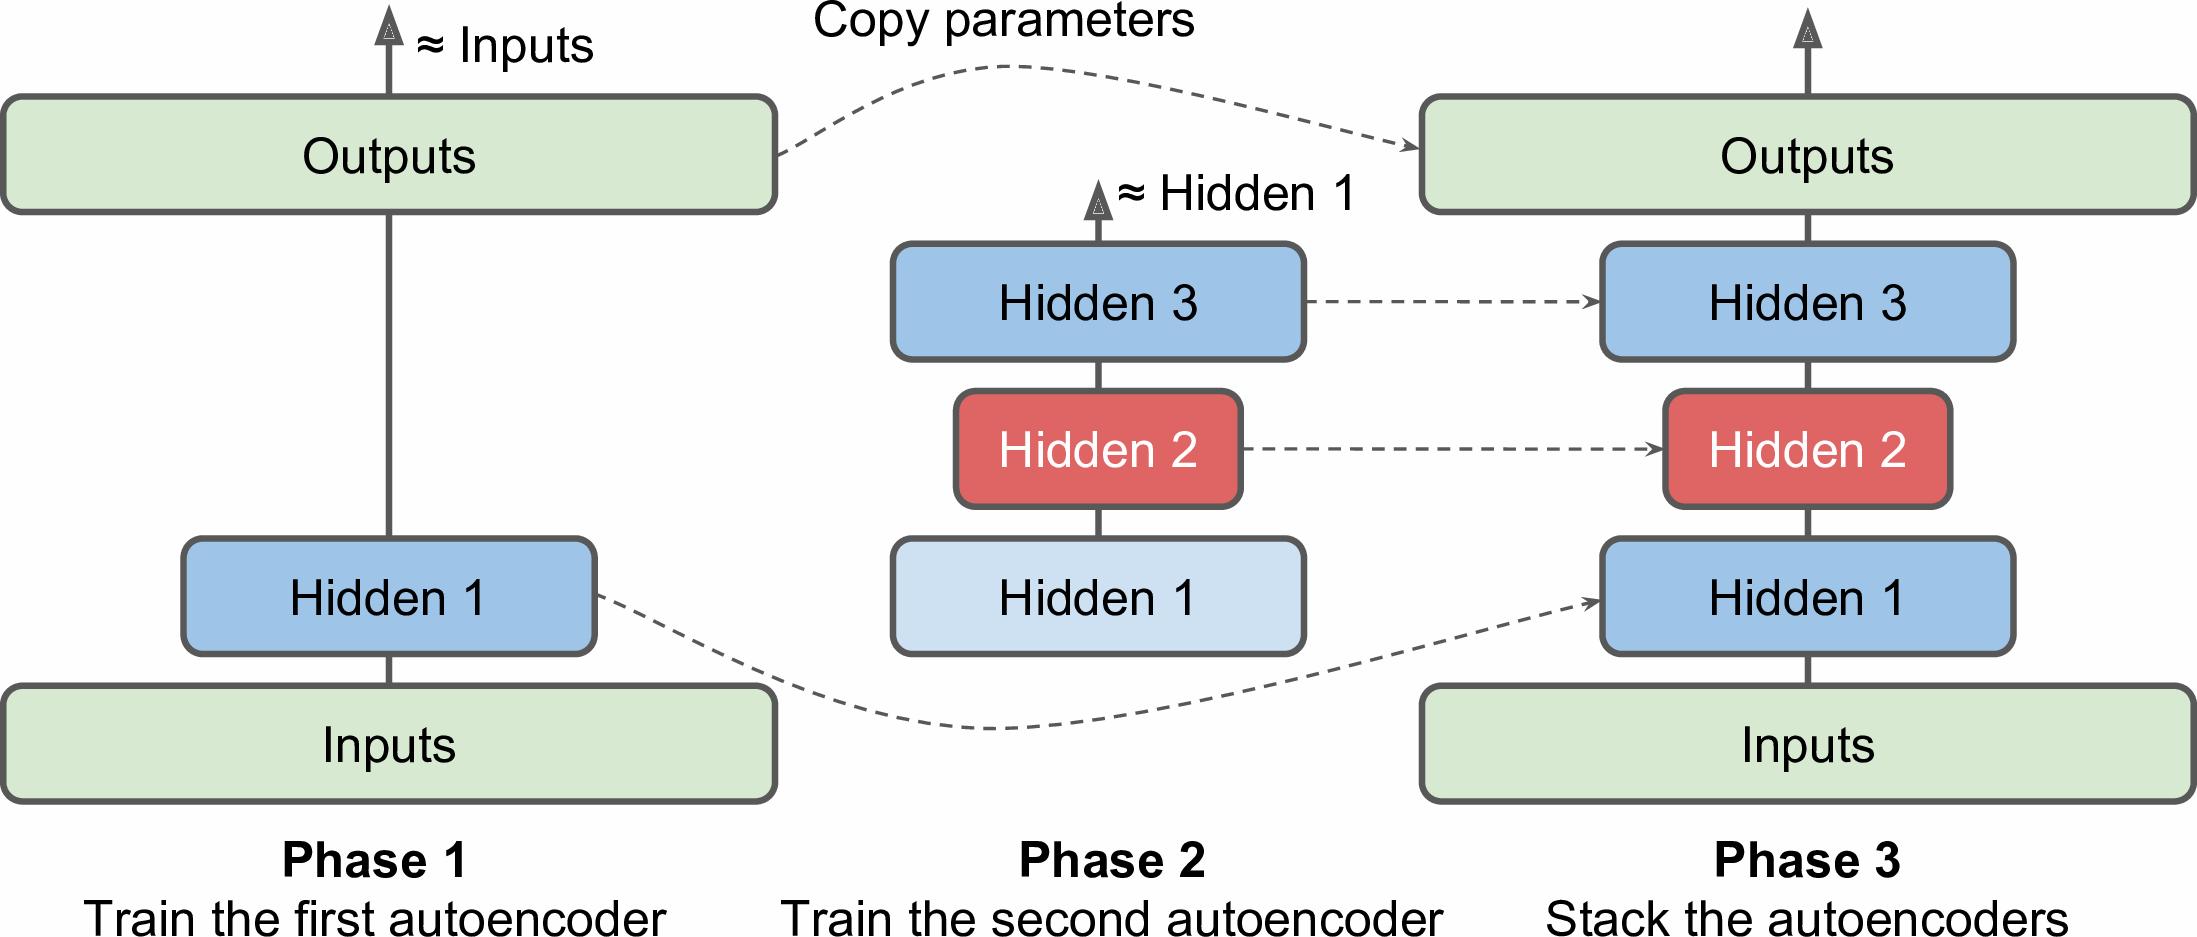 Copy parameters
≈ Inputs
Outputs
Outputs
≈ Hidden 1
Hidden 3
Hidden 3
Hidden 2
Hidden 2
Hidden 1
Hidden 1
Hidden 1
Inputs
Inputs
Phase 1
Train the first autoencoder
Phase 2
Train the second autoencoder
Phase 3
Stack the autoencoders